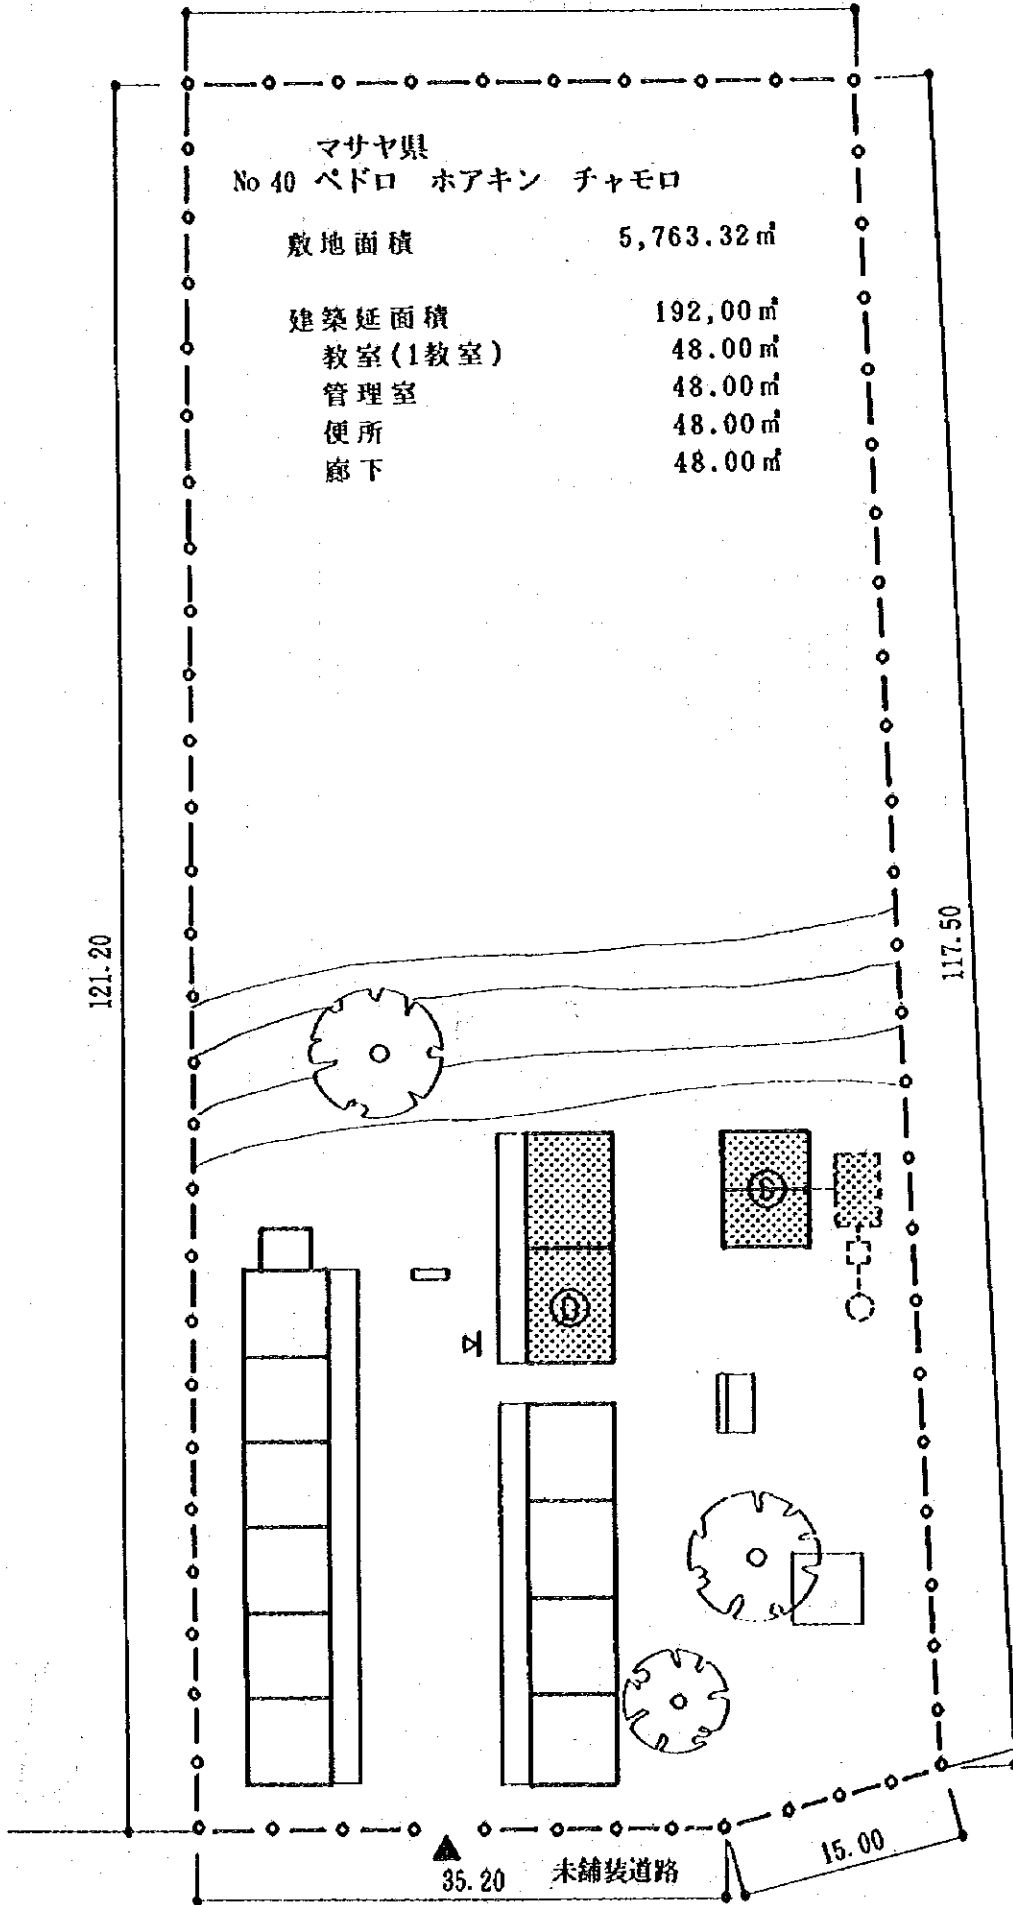 マサヤ県
No 40 ペドロ ホアキン チャモロ
敷地面積 5,763.32㎡
建築延面積 192,00㎡
教室(1教室) 48.00㎡
管理室 48.00㎡
便所 48.00㎡
廊下 48.00㎡
121.20
117.50
Ⓢ
Ⓓ
15.00
35.20 未舗装道路